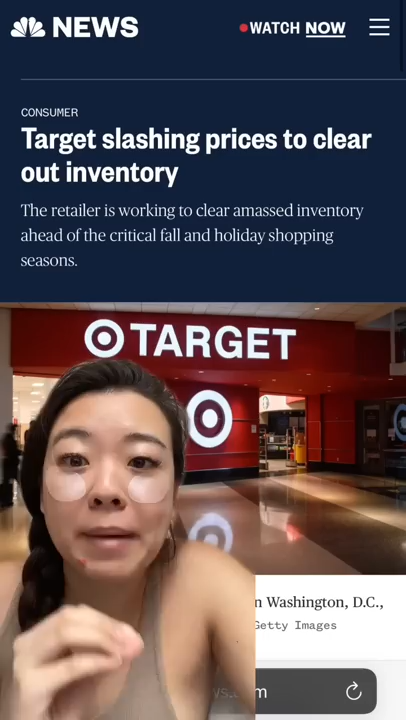 NEWS
WATCH NOW
CONSUMER
Target slashing prices to clear
out inventory
The retailer is working to clear amassed inventory
ahead of the critical fall and holiday shopping
seasons.
TARGET
n Washington, D.C.,
Getty Images